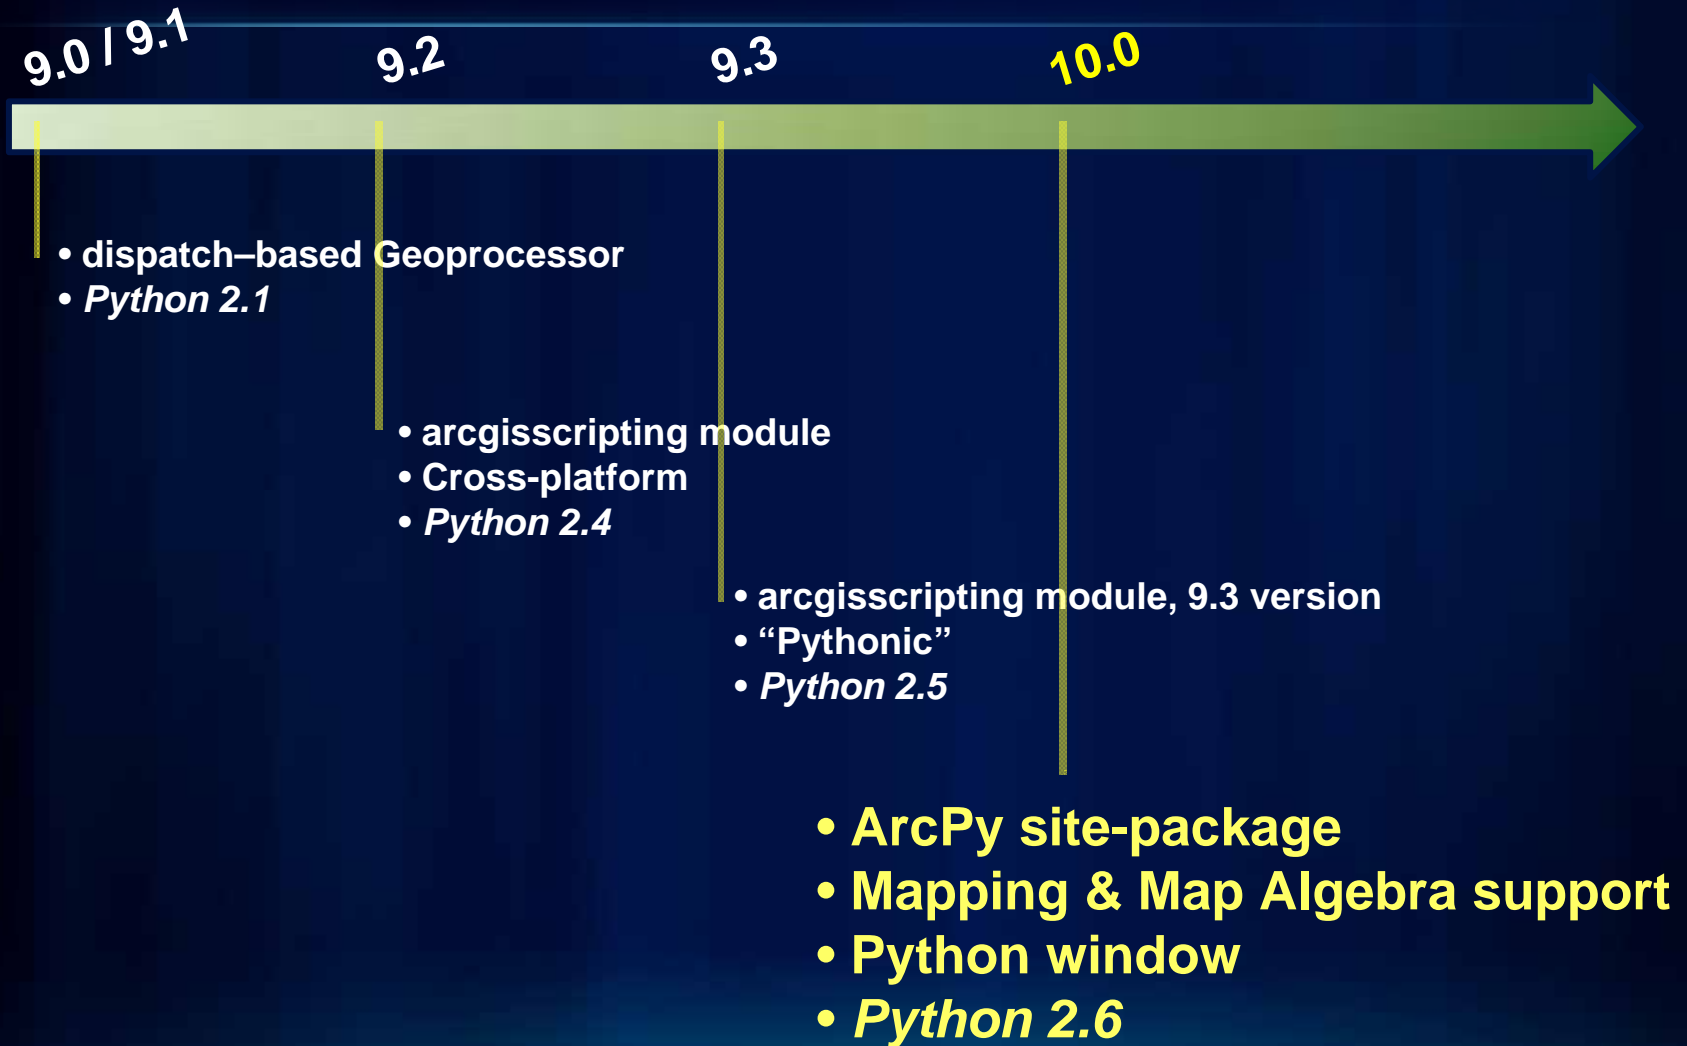 9.0 / 9.1
9.2
9.3
10.0
• dispatch–based Geoprocessor
• Python 2.1
• arcgisscripting module
• Cross-platform
• Python 2.4
• arcgisscripting module, 9.3 version
• “Pythonic”
• Python 2.5
• ArcPy site-package
• Mapping & Map Algebra support
• Python window
• Python 2.6